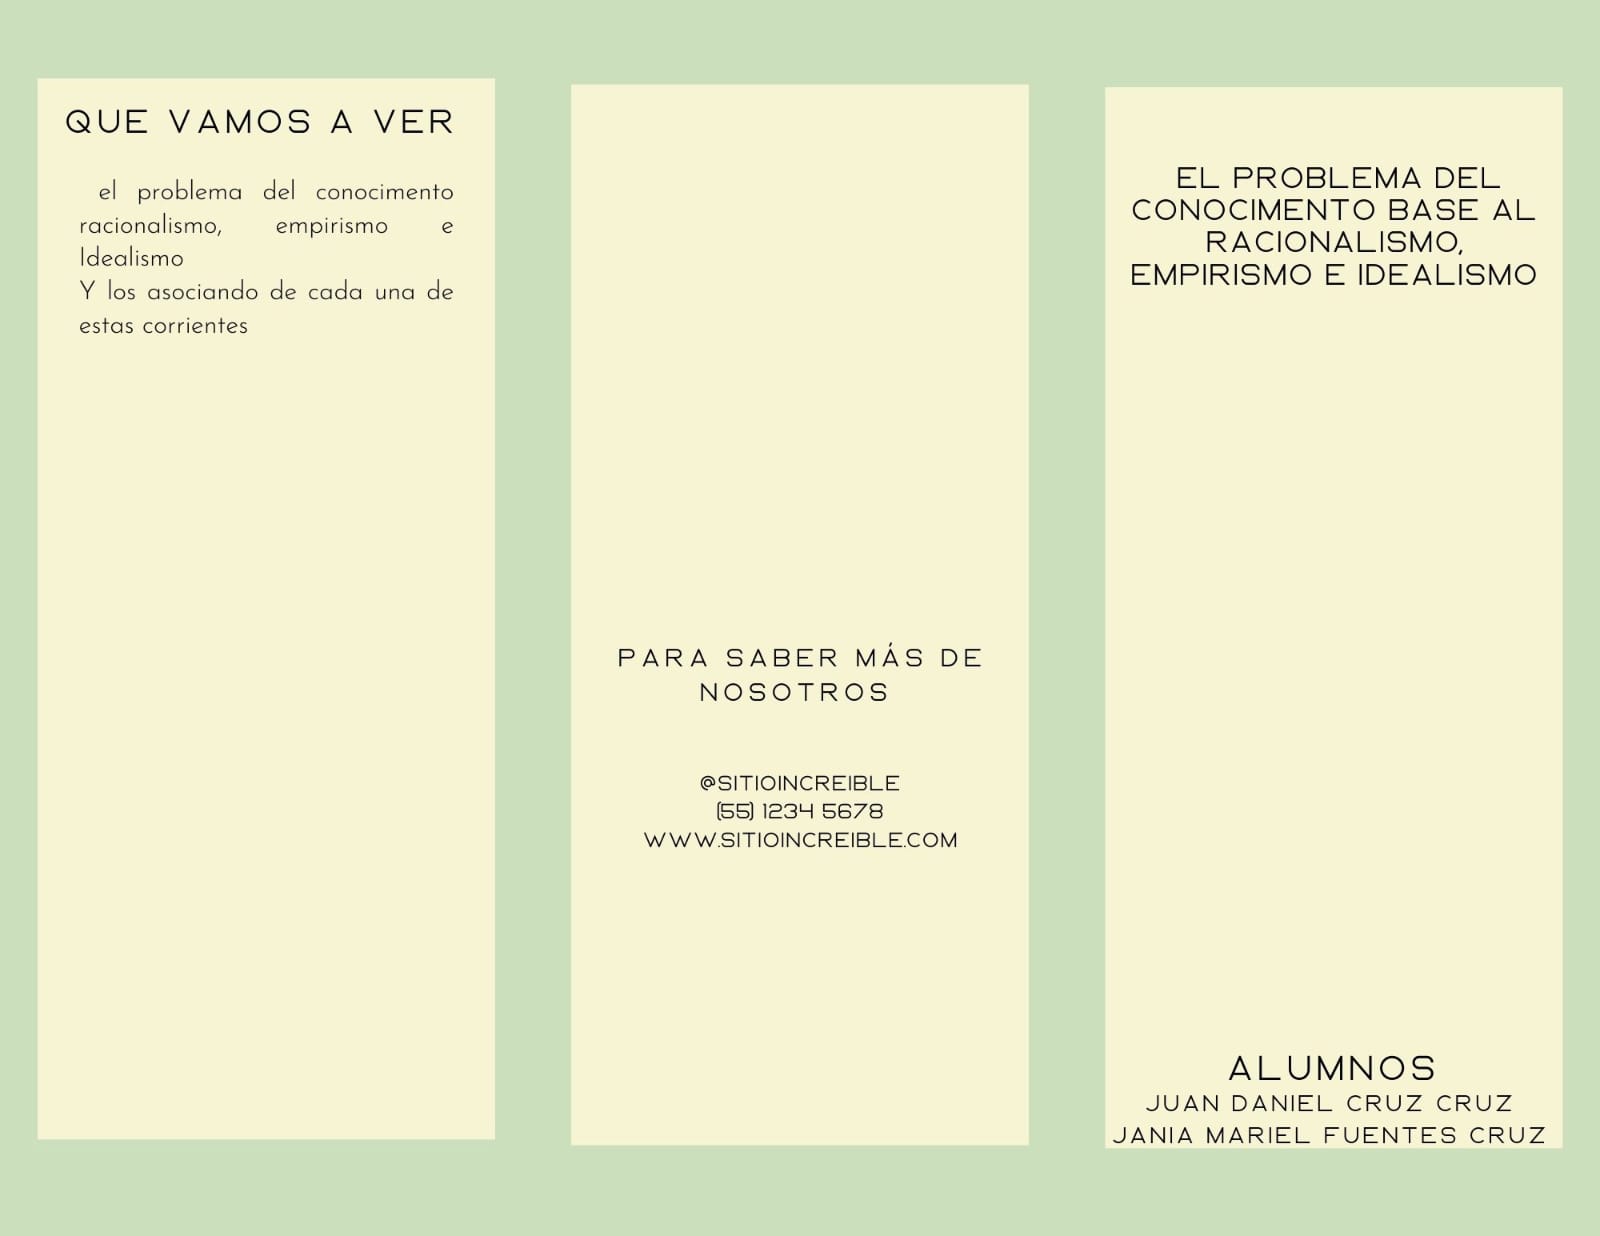 QUE VAMOS A VER
el problema del conocimento
racionalismo, empirismo e
Idealismo
Y los asociando de cada una de
estas corrientes
PARA SABER MÁS DE
NOSOTROS
@SITIOINCREIBLE
(55) 1234 5678
WWW.SITIOINCREIBLE.COM
EL PROBLEMA DEL
CONOCIMENTO BASE AL
RACIONALISMO,
EMPIRISMO E IDEALISMO
ALUMNOS
JUAN DANIEL CRUZ CRUZ
JANIA MARIEL FUENTES CRUZ